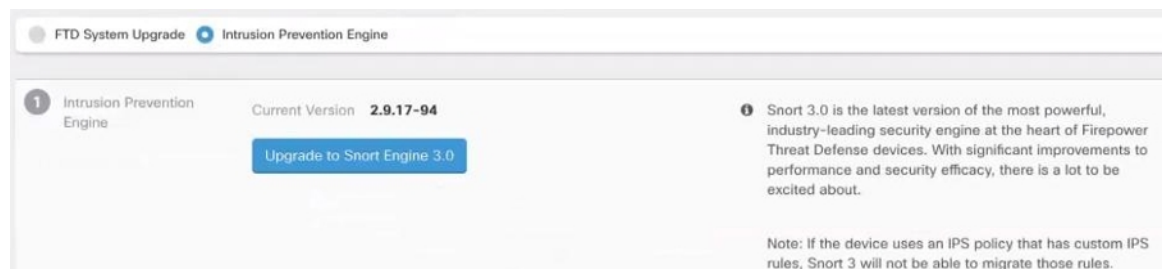 FTD System Upgrade Intrusion Prevention Engine
1 Intrusion Prevention Engine
Current Version 2.9.17-94
Upgrade to Snort Engine 3.0
Snort 3.0 is the latest version of the most powerful,
industry-leading security engine at the heart of Firepower
Threat Defense devices. With significant improvements to
performance and security efficacy, there is a lot to be
excited about.
Note: If the device uses an IPS policy that has custom IPS
rules, Snort 3 will not be able to migrate those rules.